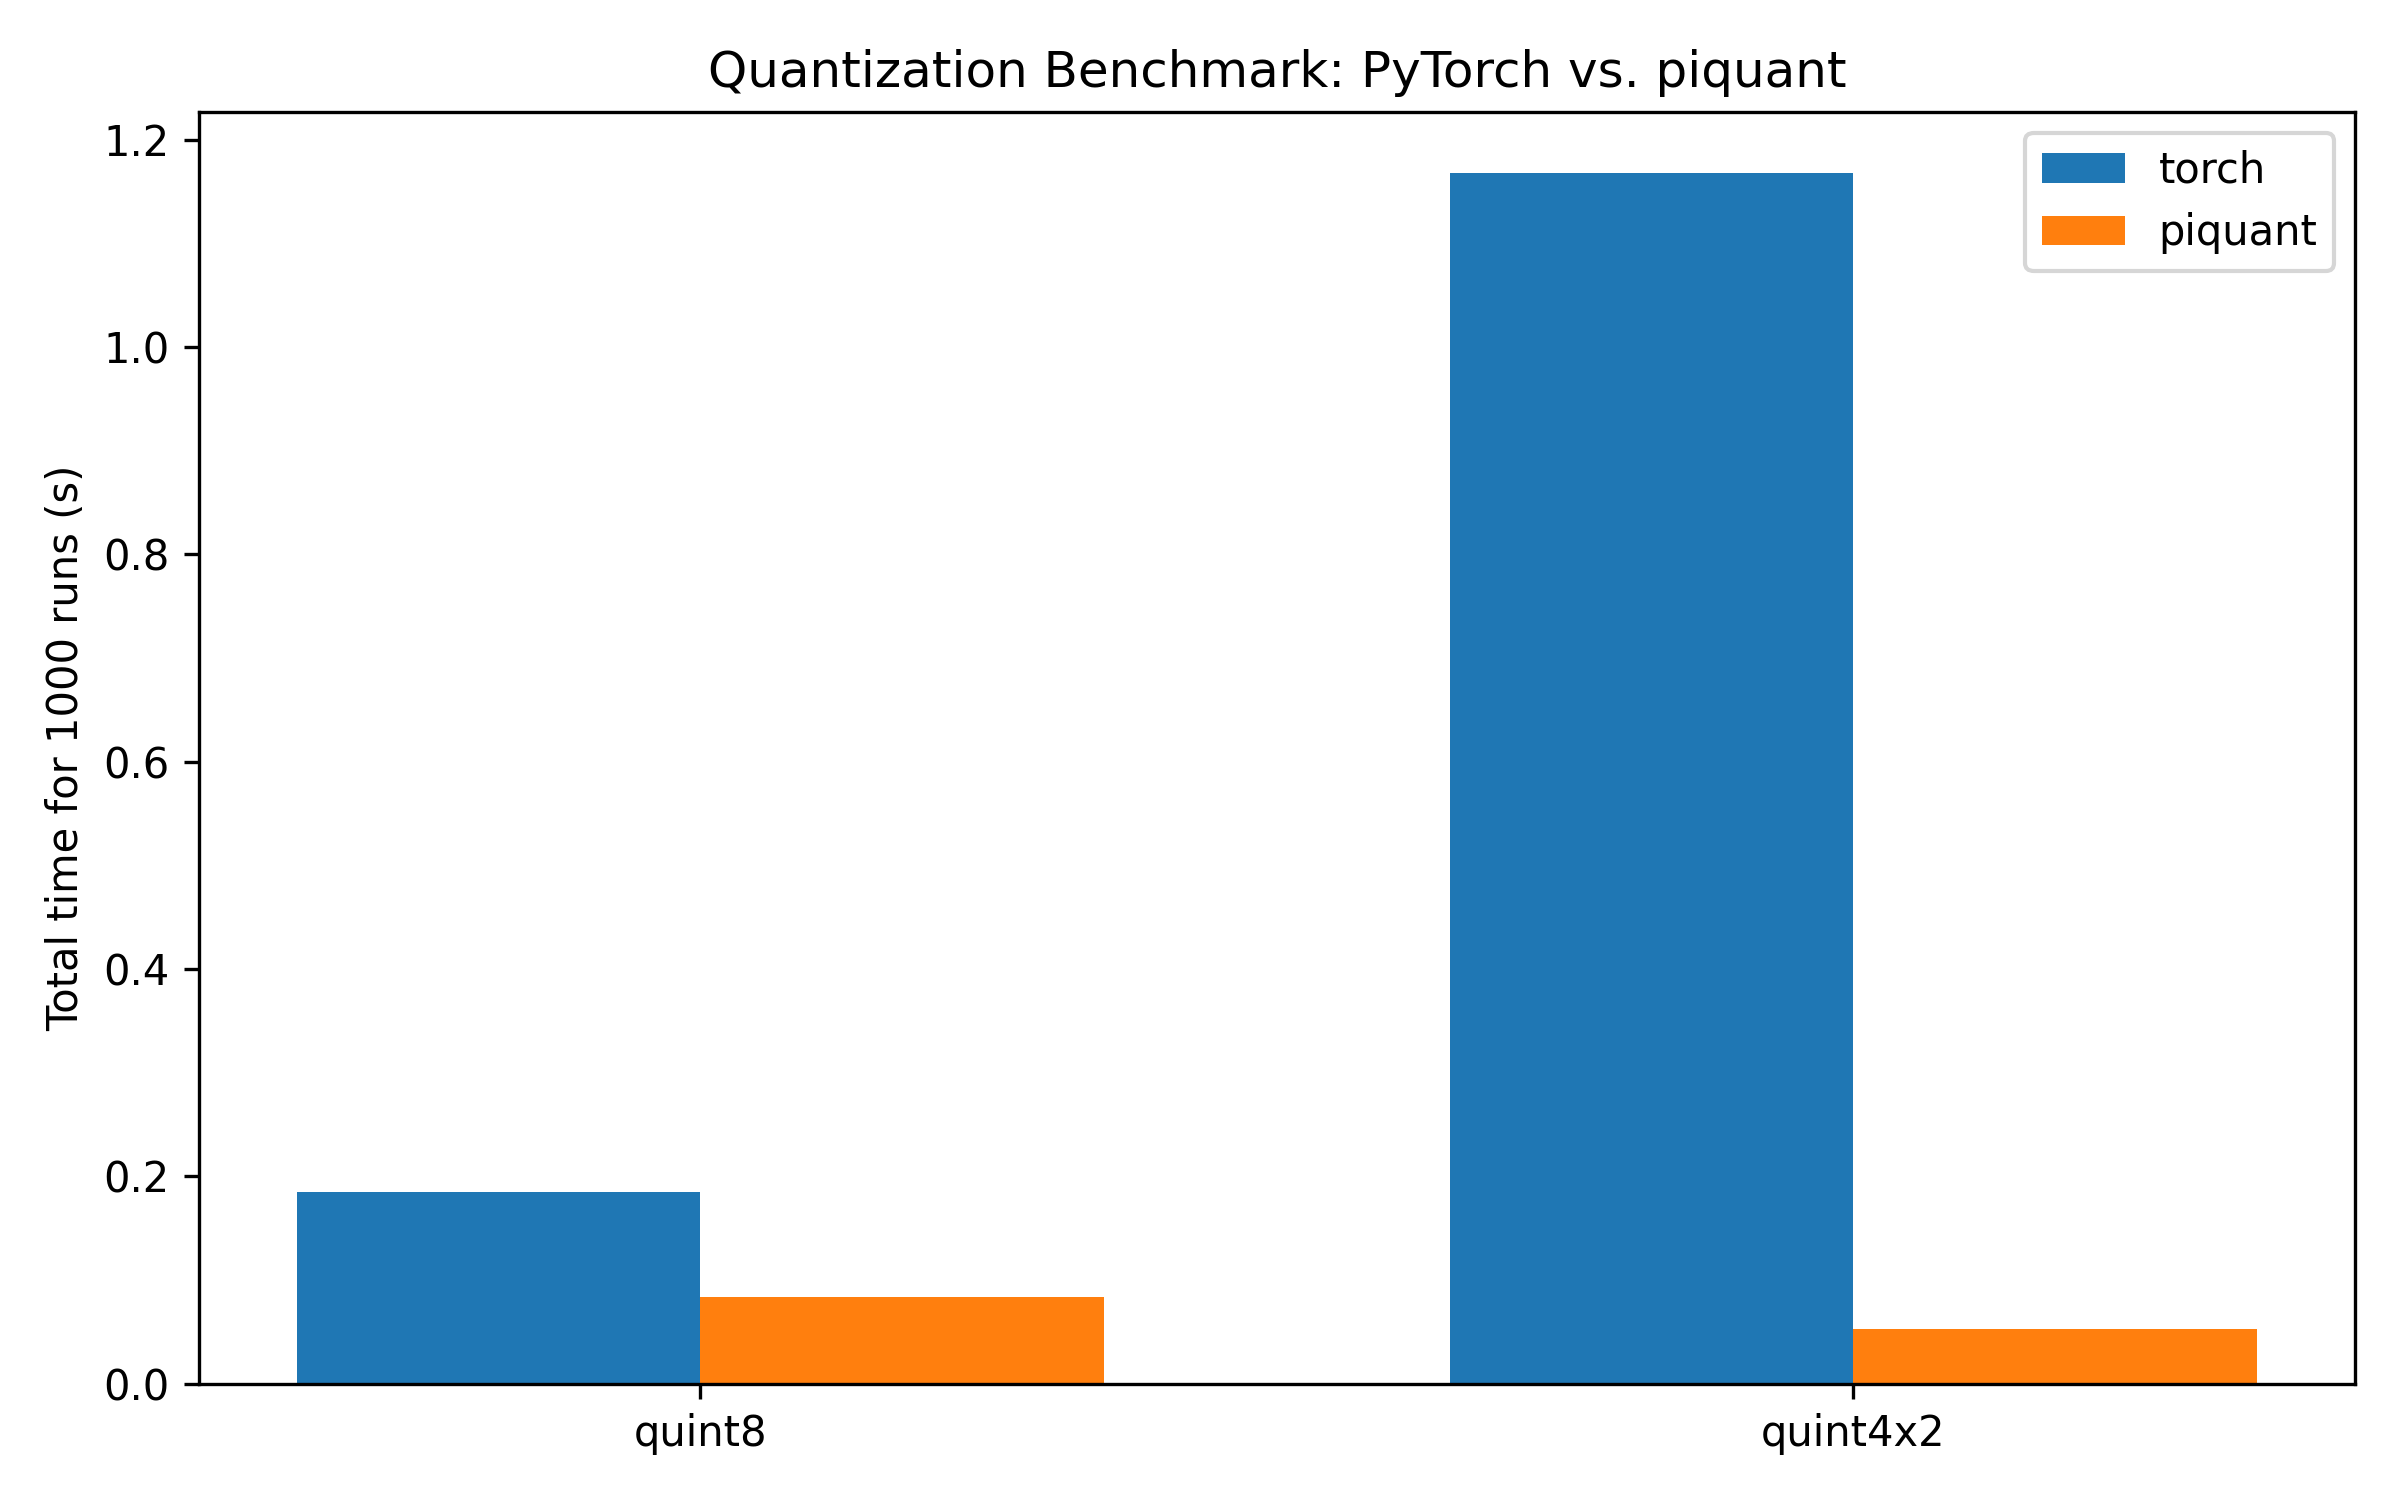 Quantization Benchmark: PyTorch vs. piquant
torch
piquant
Total time for 1000 runs (s)
1.2
1.0
0.8
0.6
0.4
0.2
0.0
quint8
quint4x2